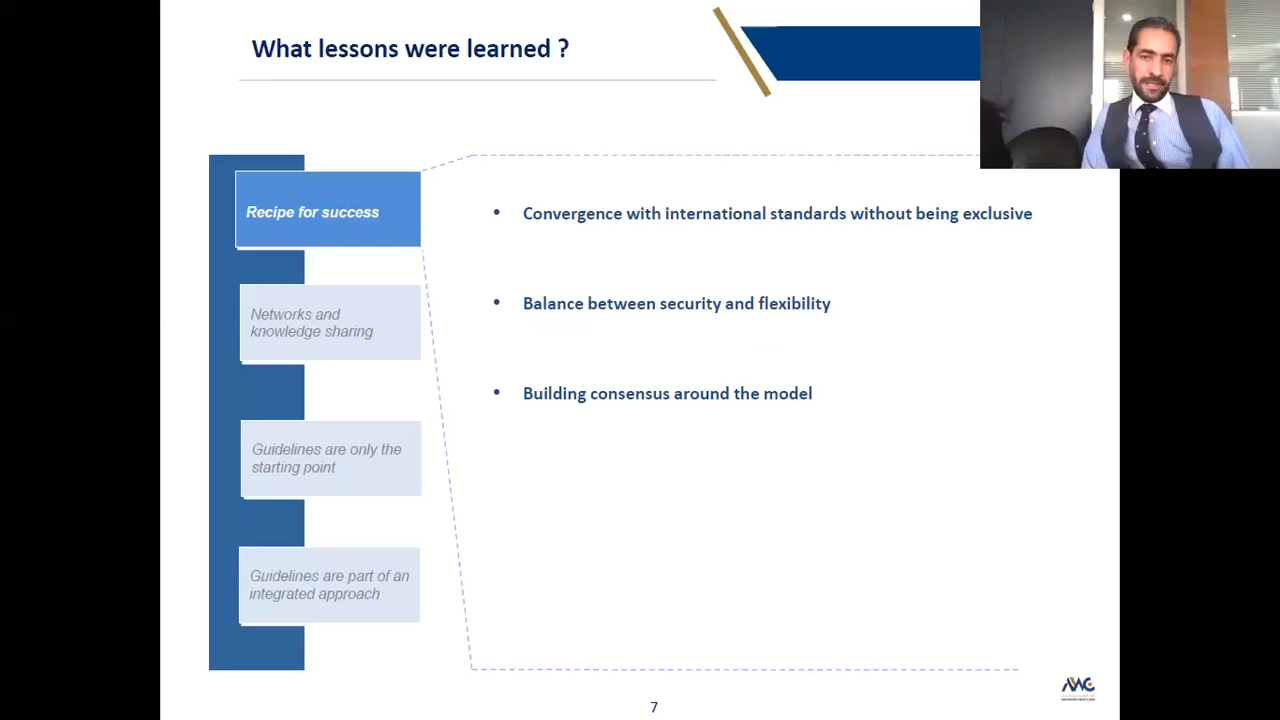 What lessons were learned ?
Recipe for success
• Convergence with international standards without being exclusive
• Balance between security and flexibility
• Building consensus around the model
Networks and
knowledge sharing
Guidelines are only the
starting point
Guidelines are part of an
integrated approach
7